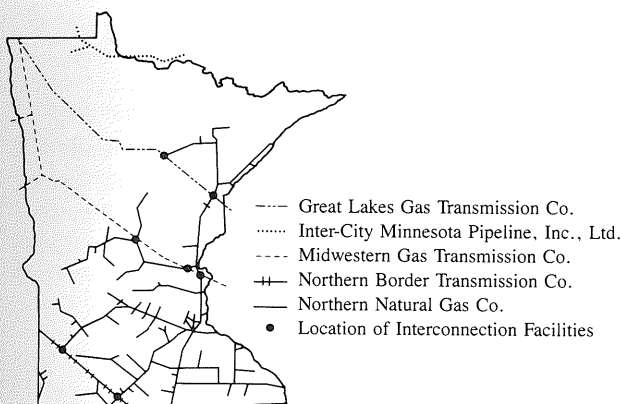 Great Lakes Gas Transmission Co.
Inter-City Minnesota Pipeline, Inc., Ltd.
Midwestern Gas Transmission Co.
Northern Border Transmission Co.
Northern Natural Gas Co.
Location of Interconnection Facilities